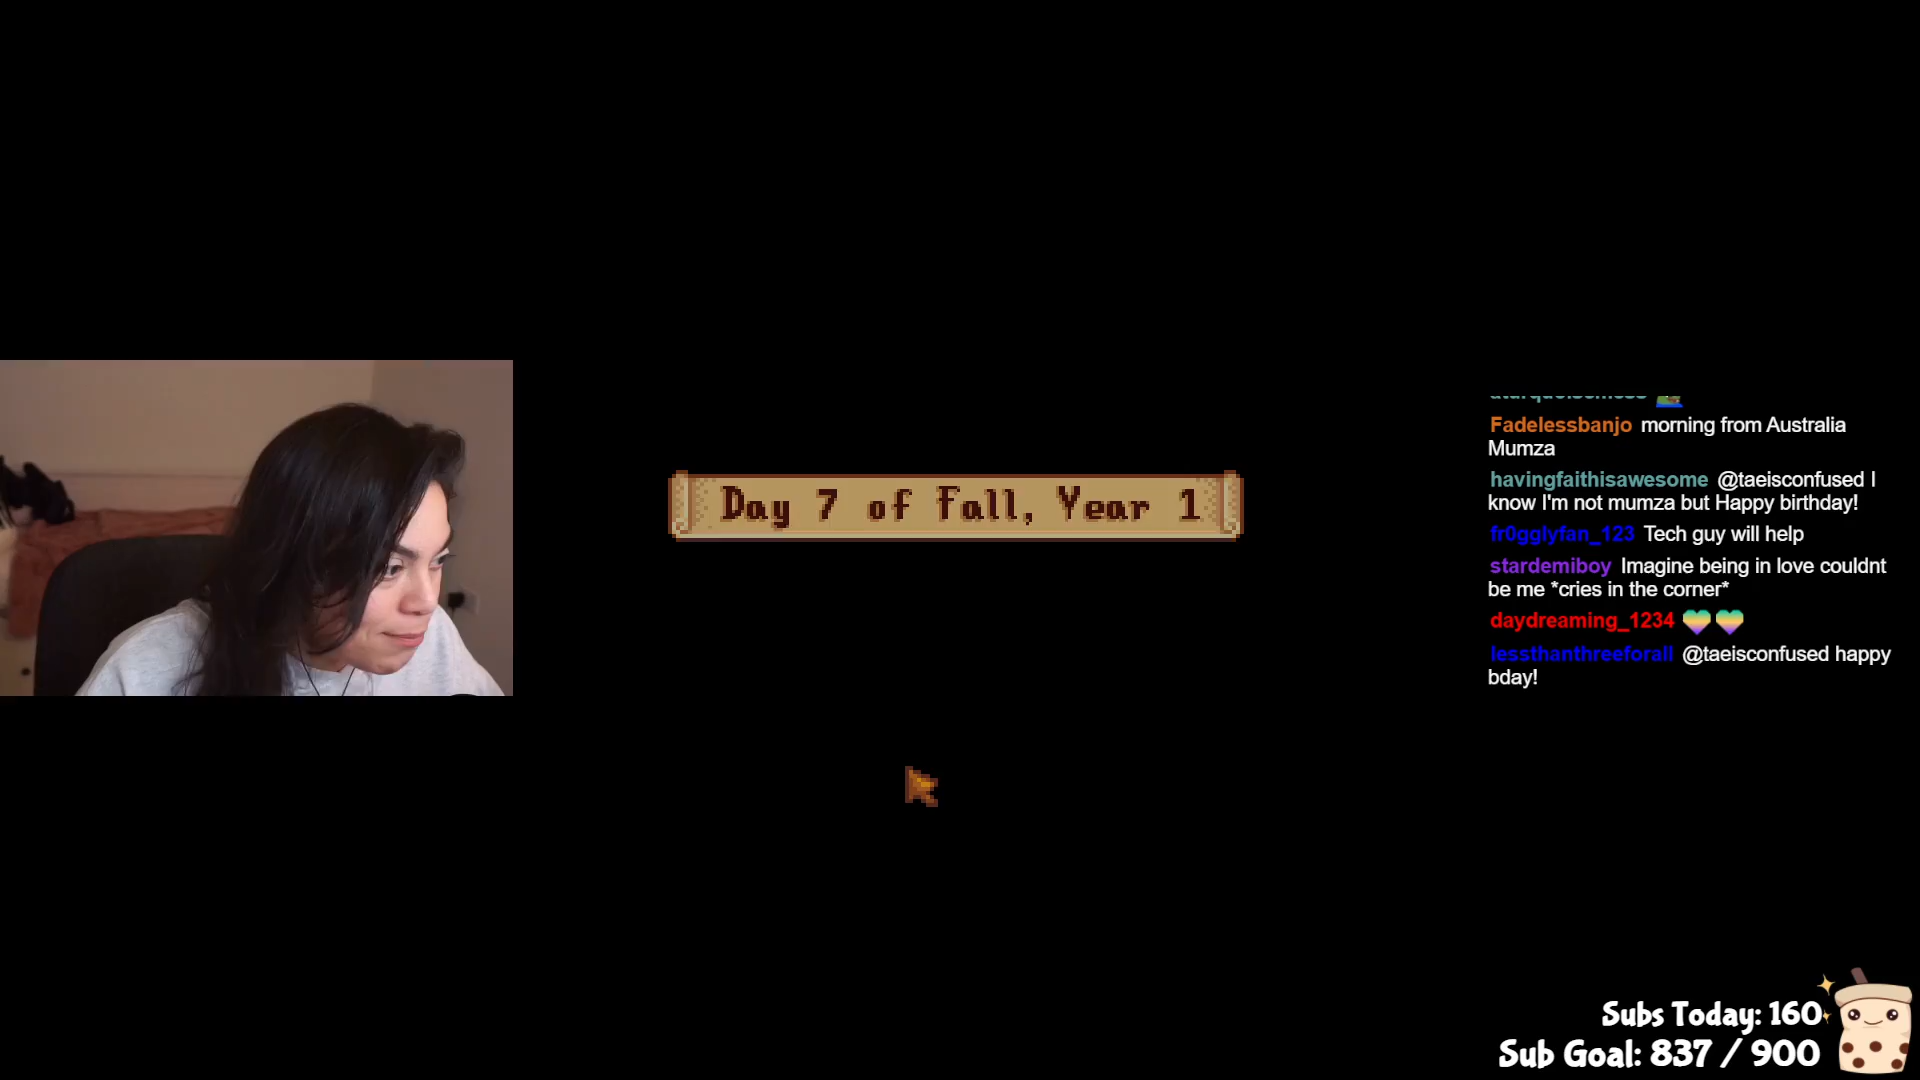 Day 7 of Fall, Year 1
Fadelessbanjo morning from Australia
Mumza
havingfaithisawesome @taeisconfused I
know I'm not mumza but Happy birthday!
fr0gglyfan_123 Tech guy will help
stardemiboy Imagine being in love couldnt
be me *cries in the corner*
daydreaming_1234
lessthanthreeforall @taeisconfused happy
bday!
Subs Today: 160
Sub Goal: 837 / 900